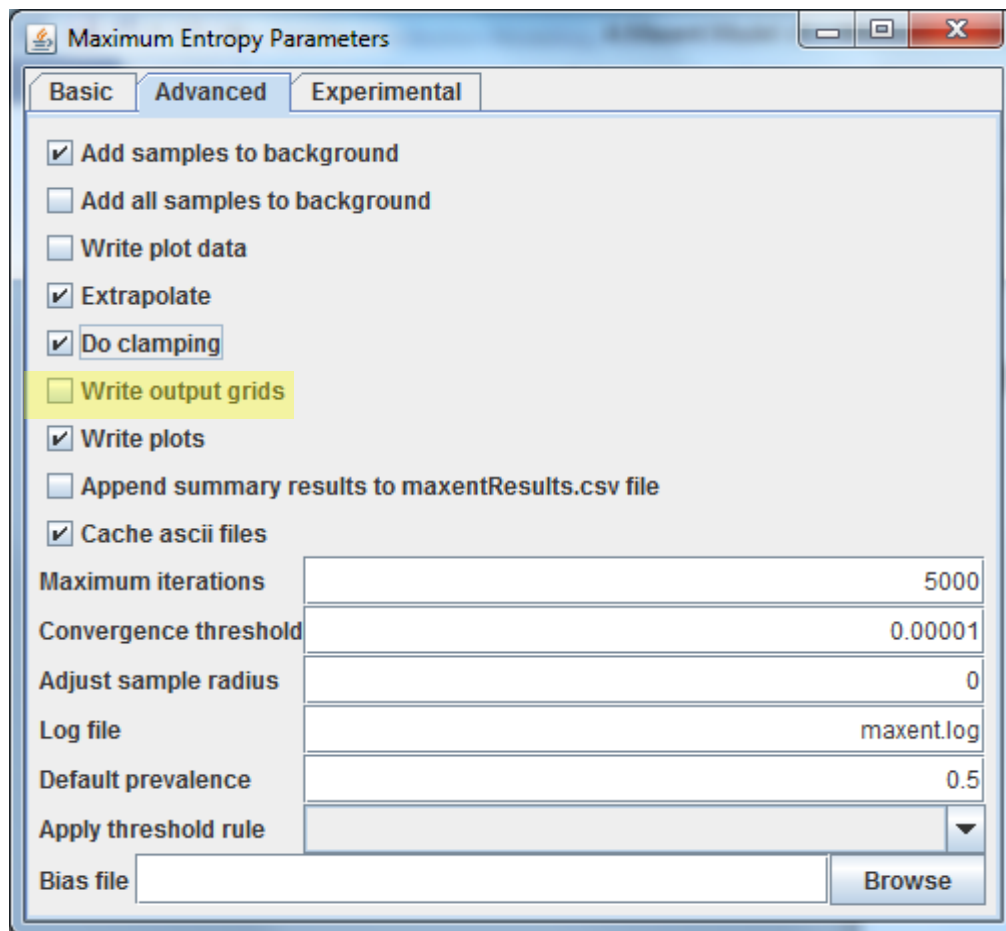 Maximum Entropy Parameters
Basic Advanced Experimental
Add samples to background
Add all samples to background
Write plot data
Extrapolate
Do clamping
Write output grids
Write plots
Append summary results to maxentResults.csv file
Cache ascii files
Maximum iterations 5000
Convergence threshold 0.00001
Adjust sample radius 0
Log file maxent.log
Default prevalence 0.5
Apply threshold rule
Bias file Browse